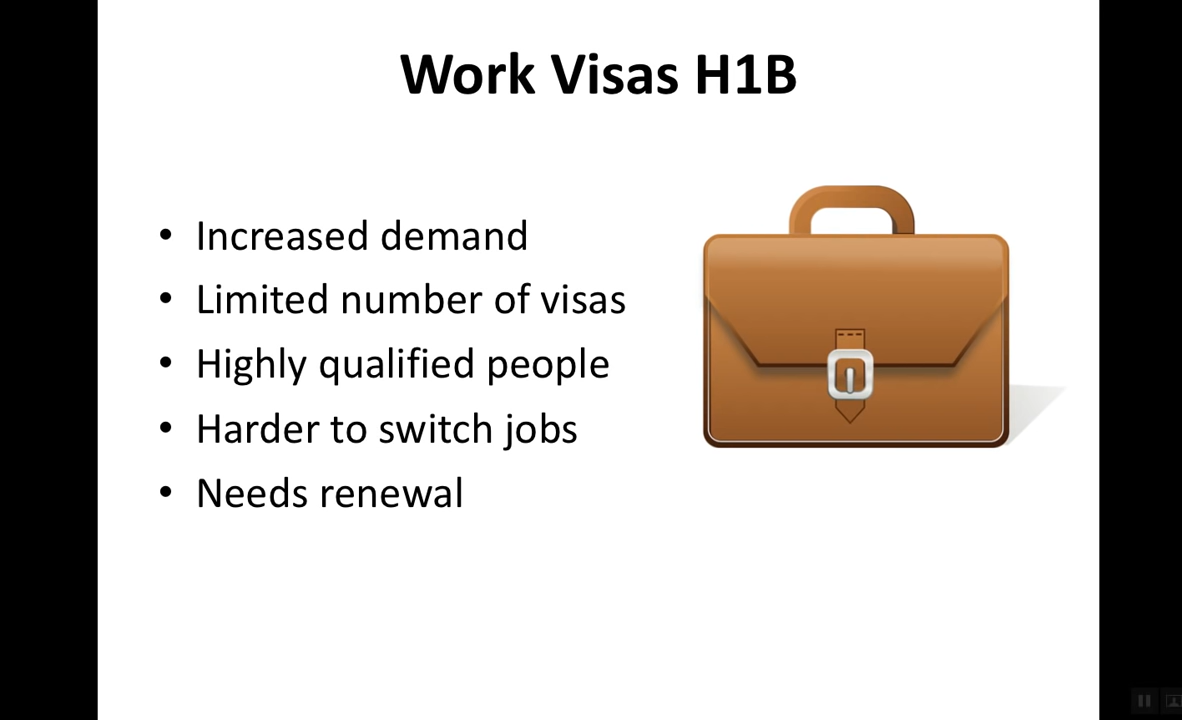 Work Visas H1B
• Increased demand
• Limited number of visas
• Highly qualified people
• Harder to switch jobs
• Needs renewal